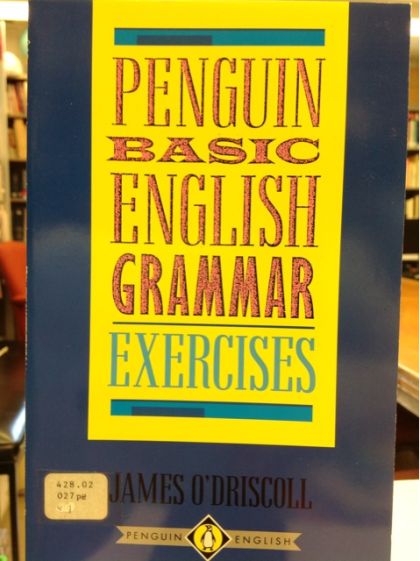 PENGUIN
BASIC
ENGLISH
GRAMMAR
EXERCISES
JAMES O'DRISCOLL
428.02
027pe
PENGUIN ENGLISH